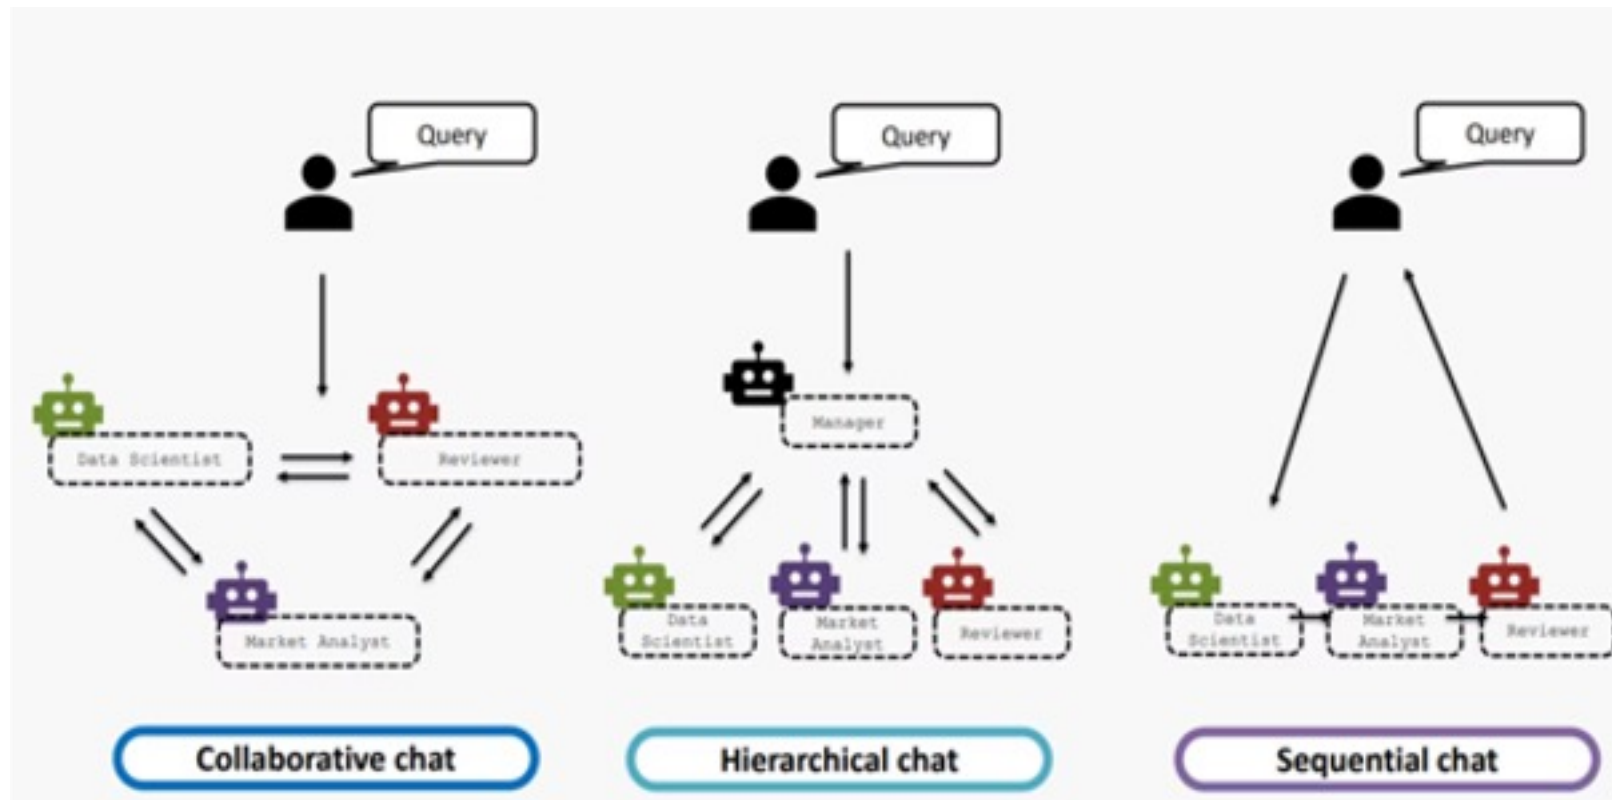 Query
Query
Query
Data Scientist
Reviewer
Market Analyst
Collaborative chat
Manager
Data
Scientist
Market
Analyst
Reviewer
Hierarchical chat
Data
Scientist
Market
Analyst
Reviewer
Sequential chat